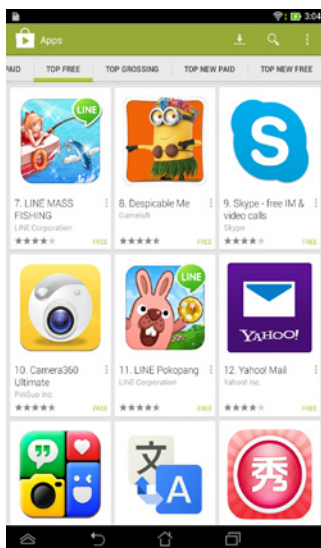 3:04
Apps
PAID TOP FREE TOP GROSSING TOP NEW PAID TOP NEW FREE
LINE
7. LINE MASS
FISHING
LINE Corporation
FREE
8. Despicable Me
Gameloft
FREE
S
9. Skype - free IM &
video calls
Skype
FREE
10. Camera360
Ultimate
PinGuo Inc.
FREE
LINE
11. LINE Pokopang
LINE Corporation
FREE
YAHOO!
12. Yahoo! Mail
Yahoo! Inc.
FREE
文
A
秀